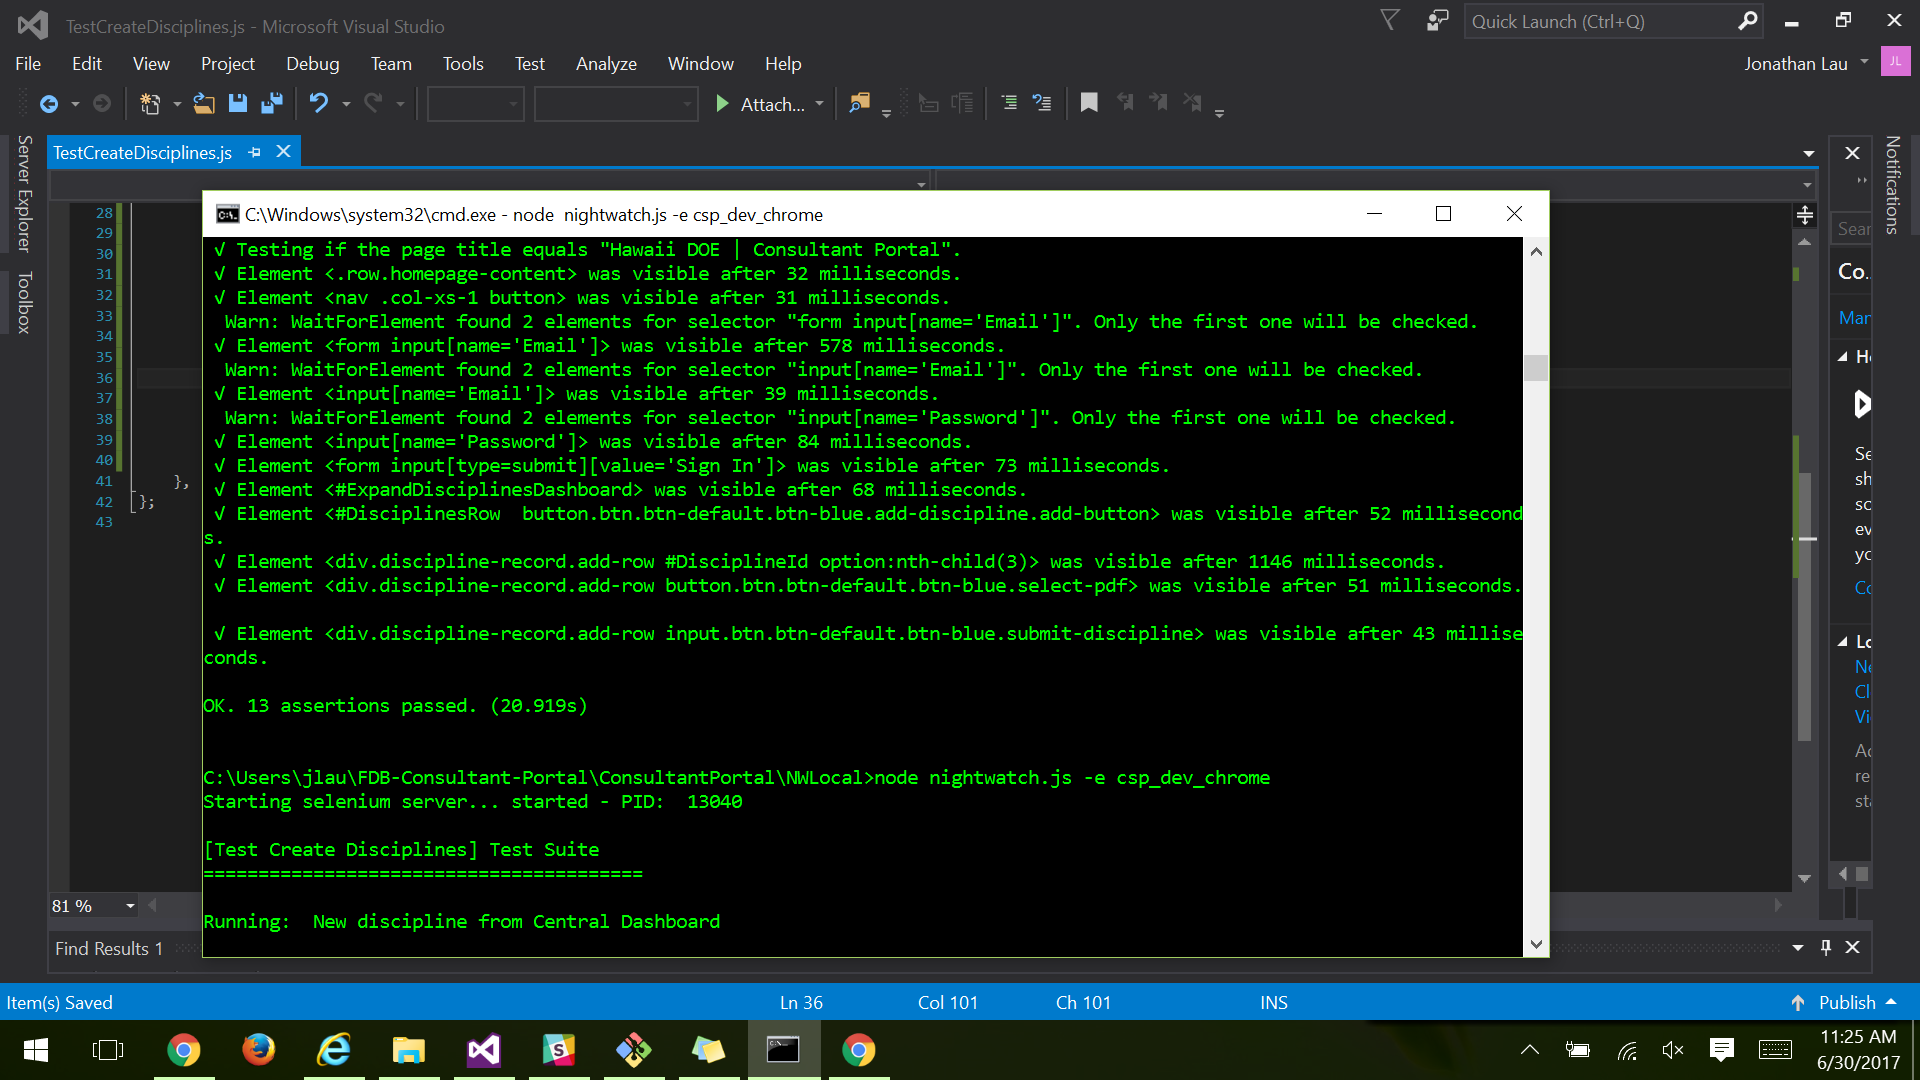 TestCreateDisciplines.js - Microsoft Visual Studio
Quick Launch (Ctrl+Q)
File Edit View Project Debug Team Tools Test Analyze Window Help
Jonathan Lau JL
Attach...
Server Explorer
Toolbox
TestCreateDisciplines.js
Notifications
C:\Windows\system32\cmd.exe - node  nightwatch.js -e csp_dev_chrome
28
29
30
31
32
33
34
35
36
37
38
39
40
41 },
42 };
43
√ Testing if the page title equals "Hawaii DOE | Consultant Portal".
√ Element <.row.homepage-content> was visible after 32 milliseconds.
√ Element <nav .col-xs-1 button> was visible after 31 milliseconds.
Warn: WaitForElement found 2 elements for selector "form input[name='Email']". Only the first one will be checked.
√ Element <form input[name='Email']> was visible after 578 milliseconds.
Warn: WaitForElement found 2 elements for selector "input[name='Email']". Only the first one will be checked.
√ Element <input[name='Email']> was visible after 39 milliseconds.
Warn: WaitForElement found 2 elements for selector "input[name='Password']". Only the first one will be checked.
√ Element <input[name='Password']> was visible after 84 milliseconds.
√ Element <form input[type=submit][value='Sign In']> was visible after 73 milliseconds.
√ Element <#ExpandDisciplinesDashboard> was visible after 68 milliseconds.
√ Element <#DisciplinesRow  button.btn.btn-default.btn-blue.add-discipline.add-button> was visible after 52 millisecond
s.
√ Element <div.discipline-record.add-row #DisciplineId option:nth-child(3)> was visible after 1146 milliseconds.
√ Element <div.discipline-record.add-row button.btn.btn-default.btn-blue.select-pdf> was visible after 51 milliseconds.
√ Element <div.discipline-record.add-row input.btn.btn-default.btn-blue.submit-discipline> was visible after 43 millise
conds.
OK. 13 assertions passed. (20.919s)
C:\Users\jlau\FDB-Consultant-Portal\ConsultantPortal\NWLocal>node nightwatch.js -e csp_dev_chrome
Starting selenium server... started - PID:  13040
[Test Create Disciplines] Test Suite
========================================
Running:  New discipline from Central Dashboard
Sear
Co..
Mar
H
Se
sh
so
ev
yo
Co
Lo
Ne
Cl
Vi
Ac
re
sta
81 %
Find Results 1
Item(s) Saved Ln 36 Col 101 Ch 101 INS Publish
11:25 AM
6/30/2017